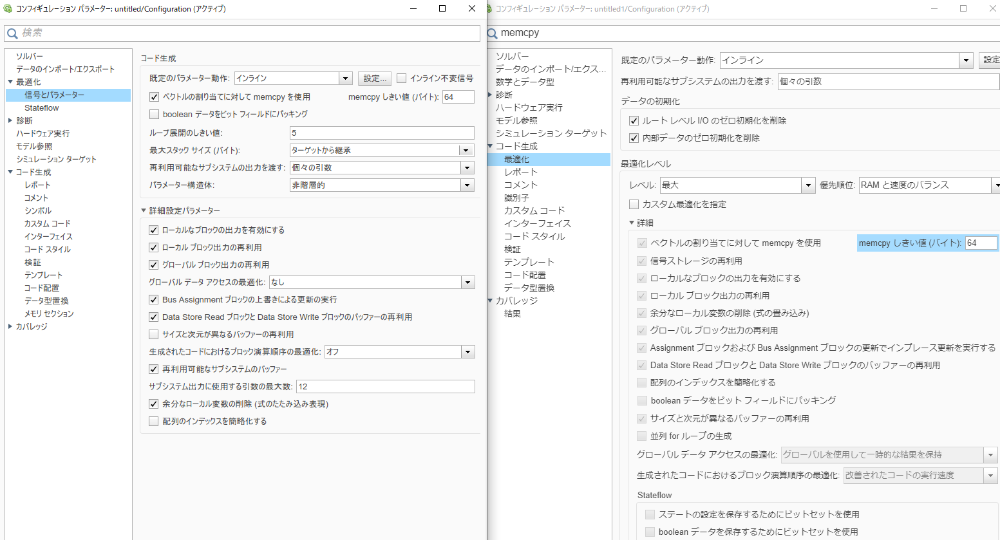 コンフィギュレーション パラメーター: untitled/Configuration (アクティブ)
検索
ソルバー
データのインポート/エクスポート
最適化
信号とパラメーター
Stateflow
診断
ハードウェア実行
モデル参照
シミュレーション ターゲット
コード生成
レポート
コメント
シンボル
カスタム コード
インターフェイス
コード スタイル
検証
テンプレート
コード配置
データ型置換
メモリ セクション
カバレッジ
コード生成
既定のパラメーター動作: インライン 設定... インライン不変信号
ベクトルの割り当てに対して memcpy を使用 memcpy しきい値 (バイト): 64
boolean データをビット フィールドにパッキング
ループ展開のしきい値: 5
最大スタック サイズ (バイト): ターゲットから継承
再利用可能なサブシステムの出力を渡す: 個々の引数
パラメーター構造体: 非階層的
詳細設定パラメーター
ローカルなブロックの出力を有効にする
ローカル ブロック出力の再利用
グローバル ブロック出力の再利用
グローバル データ アクセスの最適化: なし
Bus Assignment ブロックの上書きによる更新の実行
Data Store Read ブロックと Data Store Write ブロックのバッファーの再利用
サイズと次元が異なるバッファーの再利用
生成されたコードにおけるブロック演算順序の最適化: オフ
再利用可能なサブシステムのバッファー
サブシステム出力に使用する引数の最大数: 12
余分なローカル変数の削除 (式のたたみ込み表現)
配列のインデックスを簡略化する
コンフィギュレーション パラメーター: untitled1/Configuration (アクティブ)
memcpy
ソルバー
データのインポート/エクス...
数学とデータ型
診断
ハードウェア実行
モデル参照
シミュレーション ターゲット
コード生成
最適化
レポート
コメント
識別子
カスタム コード
インターフェイス
コード スタイル
検証
テンプレート
コード配置
データ型置換
カバレッジ
結果
既定のパラメーター動作: インライン 設定
再利用可能なサブシステムの出力を渡す: 個々の引数
データの初期化
ルート レベル I/O のゼロ初期化を削除
内部データのゼロ初期化を削除
最適化レベル
レベル: 最大 優先順位: RAM と速度のバランス
カスタム最適化を指定
詳細
ベクトルの割り当てに対して memcpy を使用 memcpy しきい値 (バイト): 64
信号ストレージの再利用
ローカルなブロックの出力を有効にする
ローカル ブロック出力の再利用
余分なローカル変数の削除 (式の畳み込み)
グローバル ブロック出力の再利用
Assignment ブロックおよび Bus Assignment ブロックの更新でインプレース更新を実行する
Data Store Read ブロックと Data Store Write ブロックのバッファーの再利用
配列のインデックスを簡略化する
boolean データをビット フィールドにパッキング
サイズと次元が異なるバッファーの再利用
並列 for ループの生成
グローバル データ アクセスの最適化: グローバルを使用して一時的な結果を保持
生成されたコードにおけるブロック演算順序の最適化: 改善されたコードの実行速度
Stateflow
ステートの設定を保存するためにビットセットを使用
boolean データを保存するためにビットセットを使用